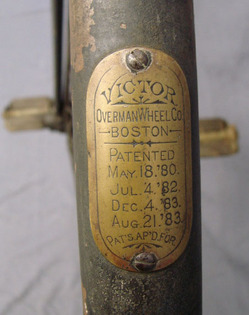 VICTOR
OVERMAN WHEEL CO.
BOSTON
PATENTED
MAY.18.'80.
JUL.4.'82.
DEC.4.'83.
AUG.21.'83
PAT'S.AP'D.FOR.